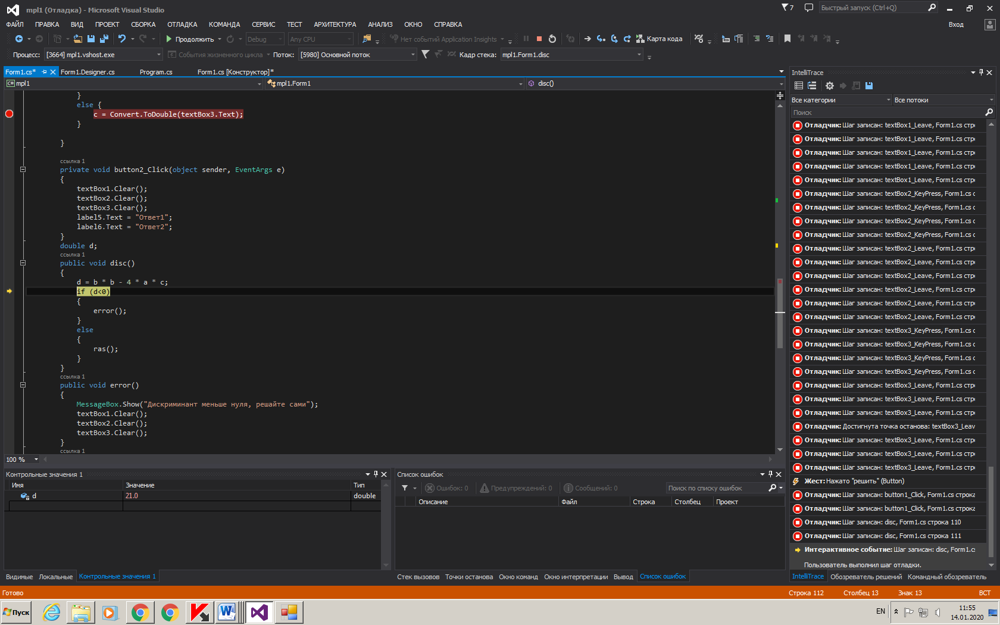 mpl1 (Отладка) - Microsoft Visual Studio
7
Быстрый запуск (Ctrl+Q)
ФАЙЛ ПРАВКА ВИД ПРОЕКТ СБОРКА ОТЛАДКА КОМАНДА СЕРВИС ТЕСТ АРХИТЕКТУРА АНАЛИЗ ОКНО СПРАВКА
Вход
Продолжить Debug Any CPU Нет событий Application Insights Карта кода
Процесс: [3664] mpl1.vshost.exe События жизненного цикла Поток: [5980] Основной поток Кадр стека: mpl1.Form1.disc
Form1.cs* Form1.Designer.cs Program.cs Form1.cs [Конструктор]*
C# mpl1 mpl1.Form1 disc()
}
else {
c = Convert.ToDouble(textBox3.Text);
}
}
ссылка 1
private void button2_Click(object sender, EventArgs e)
{
textBox1.Clear();
textBox2.Clear();
textBox3.Clear();
label5.Text = "Ответ1";
label6.Text = "Ответ2";
}
double d;
ссылка 1
public void disc()
{
d = b * b - 4 * a * c;
if (d<0)
{
error();
}
else
{
ras();
}
}
ссылка 1
public void error()
{
MessageBox.Show("Дискриминант меньше нуля, решайте сами");
textBox1.Clear();
textBox2.Clear();
textBox3.Clear();
}
ссылка 1
100 %
IntelliTrace
Все категории Все потоки
Поиск
Отладчик: Шаг записан: textBox1_Leave, Form1.cs стро
Отладчик: Шаг записан: textBox1_Leave, Form1.cs стро
Отладчик: Шаг записан: textBox1_Leave, Form1.cs стро
Отладчик: Шаг записан: textBox1_Leave, Form1.cs стро
Отладчик: Шаг записан: textBox1_Leave, Form1.cs стро
Отладчик: Шаг записан: textBox2_KeyPress, Form1.cs с
Отладчик: Шаг записан: textBox2_KeyPress, Form1.cs с
Отладчик: Шаг записан: textBox2_KeyPress, Form1.cs с
Отладчик: Шаг записан: textBox2_KeyPress, Form1.cs с
Отладчик: Шаг записан: textBox2_Leave, Form1.cs стро
Отладчик: Шаг записан: textBox2_Leave, Form1.cs стро
Отладчик: Шаг записан: textBox2_Leave, Form1.cs стро
Отладчик: Шаг записан: textBox2_Leave, Form1.cs стро
Отладчик: Шаг записан: textBox2_Leave, Form1.cs стро
Отладчик: Шаг записан: textBox2_Leave, Form1.cs стро
Отладчик: Шаг записан: textBox3_KeyPress, Form1.cs с
Отладчик: Шаг записан: textBox3_KeyPress, Form1.cs с
Отладчик: Шаг записан: textBox3_KeyPress, Form1.cs с
Отладчик: Шаг записан: textBox3_KeyPress, Form1.cs с
Отладчик: Шаг записан: textBox3_Leave, Form1.cs стро
Отладчик: Шаг записан: textBox3_Leave, Form1.cs стро
Отладчик: Шаг записан: textBox3_Leave, Form1.cs стро
Отладчик: Достигнута точка останова: textBox3_Leav
Отладчик: Шаг записан: textBox3_Leave, Form1.cs стро
Отладчик: Шаг записан: textBox3_Leave, Form1.cs стро
Отладчик: Шаг записан: textBox3_Leave, Form1.cs стро
Жест: Нажато "решить" (Button)
Отладчик: Шаг записан: button1_Click, Form1.cs строка
Отладчик: Шаг записан: button1_Click, Form1.cs строка
Отладчик: Шаг записан: disc, Form1.cs строка 110
Отладчик: Шаг записан: disc, Form1.cs строка 111
Интерактивное событие: Шаг записан: disc, Form1.c
Пользователь выполнил шаг отладки.
IntelliTrace Обозреватель решений Командный обозреватель
Контрольные значения 1
Имя Значение Тип
d 21.0 double
Видимые Локальные Контрольные значения 1
Список ошибок
Ошибок: 0 Предупреждений: 0 Сообщений: 0 Поиск по списку ошибок
Описание Файл Строка Столбец Проект
Стек вызовов Точки останова Окно команд Окно интерпретации Вывод Список ошибок
Готово Строка 112 Столбец 13 Знак 13 ВСТ
Пуск
EN
11:55
14.01.2020